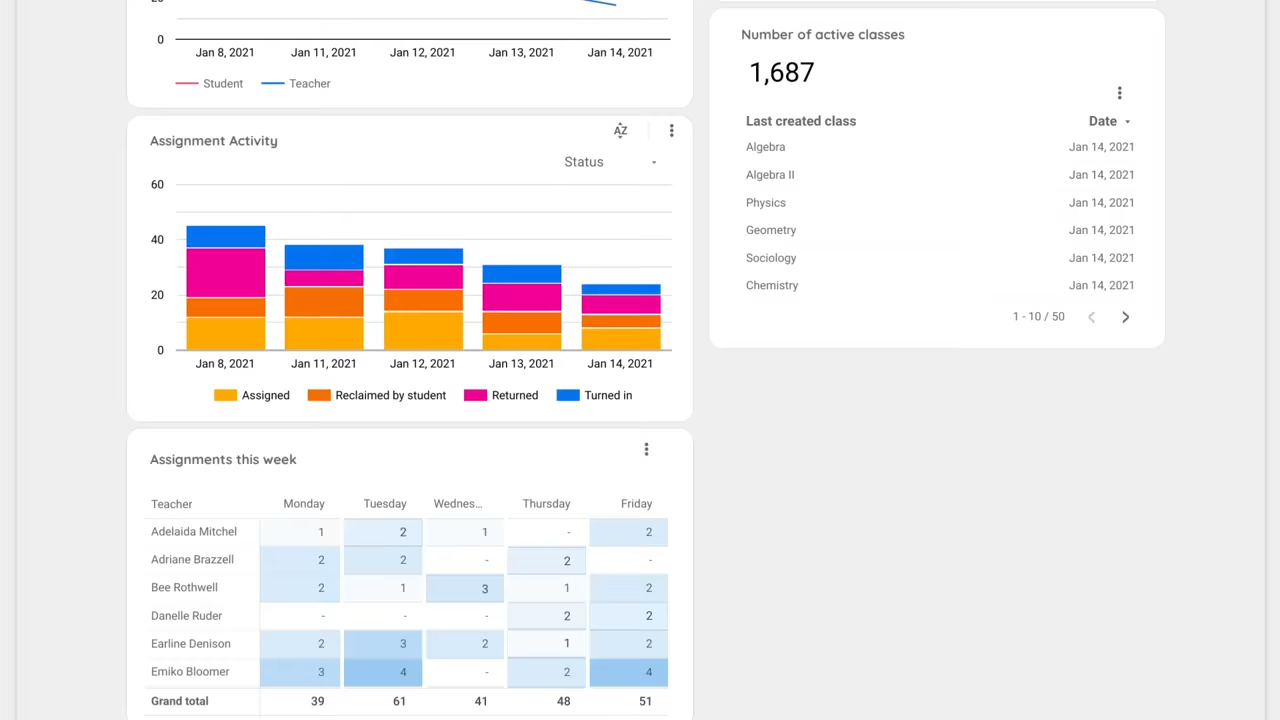 0
Jan 8, 2021 Jan 11, 2021 Jan 12, 2021 Jan 13, 2021 Jan 14, 2021
Student Teacher
Assignment Activity
AZ
Status
60
40
20
0
Jan 8, 2021 Jan 11, 2021 Jan 12, 2021 Jan 13, 2021 Jan 14, 2021
Assigned Reclaimed by student Returned Turned in
Assignments this week
Teacher Monday Tuesday Wednes... Thursday Friday
Adelaida Mitchel 1 2 1 - 2
Adriane Brazzell 2 2 - 2 -
Bee Rothwell 2 1 3 1 2
Danelle Ruder - - - 2 2
Earline Denison 2 3 2 1 2
Emiko Bloomer 3 4 - 2 4
Grand total 39 61 41 48 51
Number of active classes
1,687
Last created class Date
Algebra Jan 14, 2021
Algebra II Jan 14, 2021
Physics Jan 14, 2021
Geometry Jan 14, 2021
Sociology Jan 14, 2021
Chemistry Jan 14, 2021
1 - 10 / 50